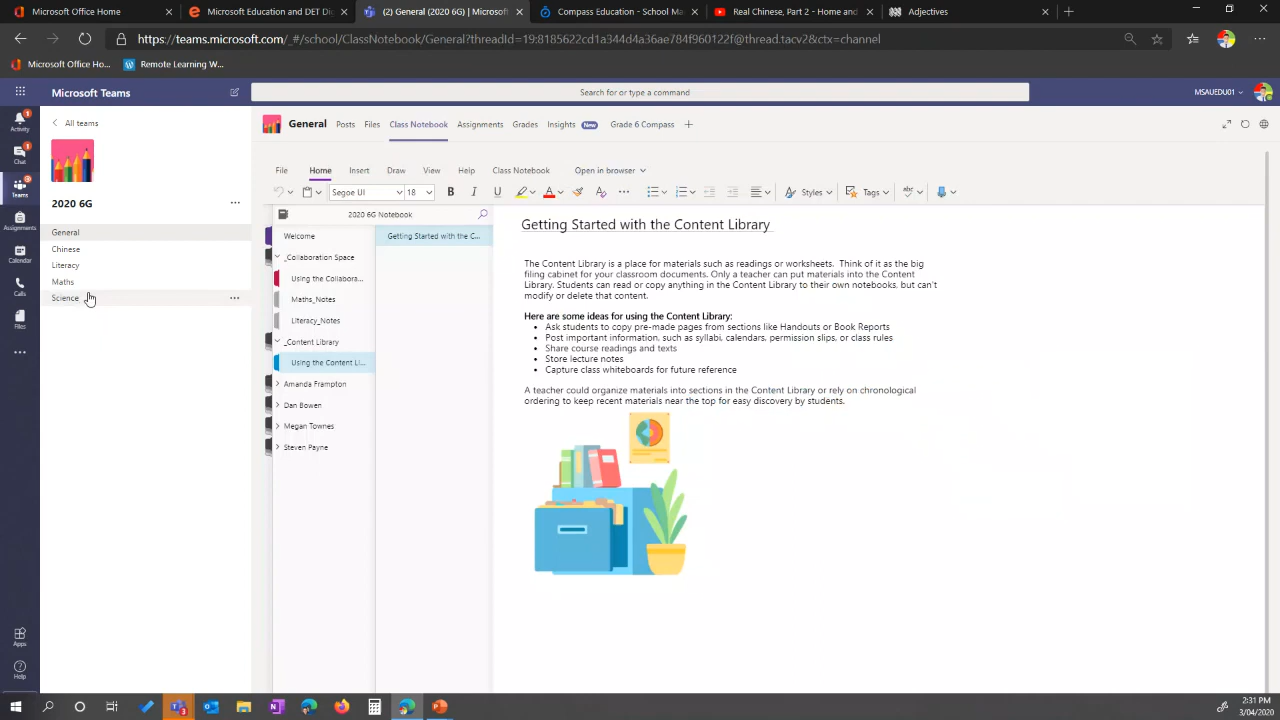 Microsoft Office Home
Microsoft Education and DET Dig
(2) General (2020 6G) | Microsof
Compass Education - School Ma
Real Chinese, Part 2 - Home and
Adjectives
https://teams.microsoft.com/_#/school/ClassNotebook/General?threadId=19:8185622cd1a344d4a36ae784f960122f@thread.tacv2&ctx=channel
Microsoft Office Ho...
Remote Learning W...
Microsoft Teams
Search for or type a command
MSAUEDU01
Activity
Chat
Teams
Assignments
Calendar
Calls
Files
Apps
Help
All teams
2020 6G
General
Chinese
Literacy
Maths
Science
General
Posts
Files
Class Notebook
Assignments
Grades
Insights
New
Grade 6 Compass
File
Home
Insert
Draw
View
Help
Class Notebook
Open in browser
Segoe UI
18
B
I
U
A
Styles
Tags
2020 6G Notebook
Welcome
_Collaboration Space
Using the Collabora...
Maths_Notes
Literacy_Notes
_Content Library
Using the Content Li...
Amanda Frampton
Dan Bowen
Megan Townes
Steven Payne
Getting Started with the C...
Getting Started with the Content Library
The Content Library is a place for materials such as readings or worksheets. Think of it as the big
filing cabinet for your classroom documents. Only a teacher can put materials into the Content
Library. Students can read or copy anything in the Content Library to their own notebooks, but can't
modify or delete that content.
Here are some ideas for using the Content Library:
• Ask students to copy pre-made pages from sections like Handouts or Book Reports
• Post important information, such as syllabi, calendars, permission slips, or class rules
• Share course readings and texts
• Store lecture notes
• Capture class whiteboards for future reference
A teacher could organize materials into sections in the Content Library or rely on chronological
ordering to keep recent materials near the top for easy discovery by students.
2:31 PM
3/04/2020